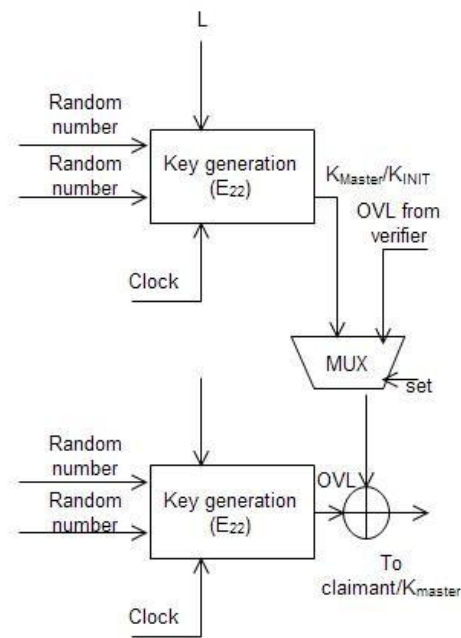 L
Random
number
Random
number
Key generation
(E22)
KMaster/KINIT
OVL from
verifier
Clock
MUX
set
Random
number
Random
number
Key generation
(E22)
OVL
To
claimant/Kmaster
Clock